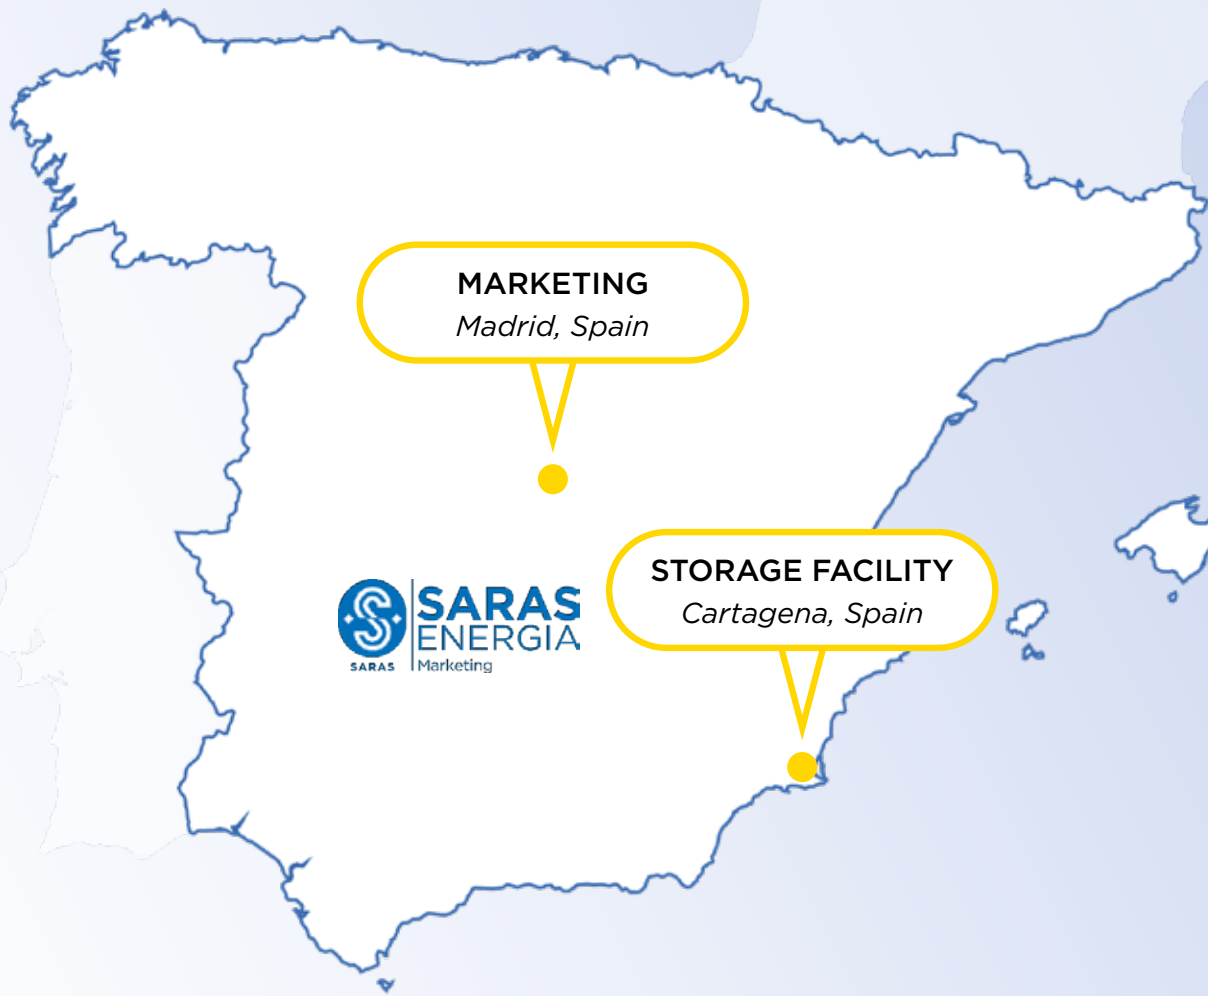 MARKETING
Madrid, Spain
STORAGE FACILITY
Cartagena, Spain
SARAS
ENERGIA
SARAS
Marketing